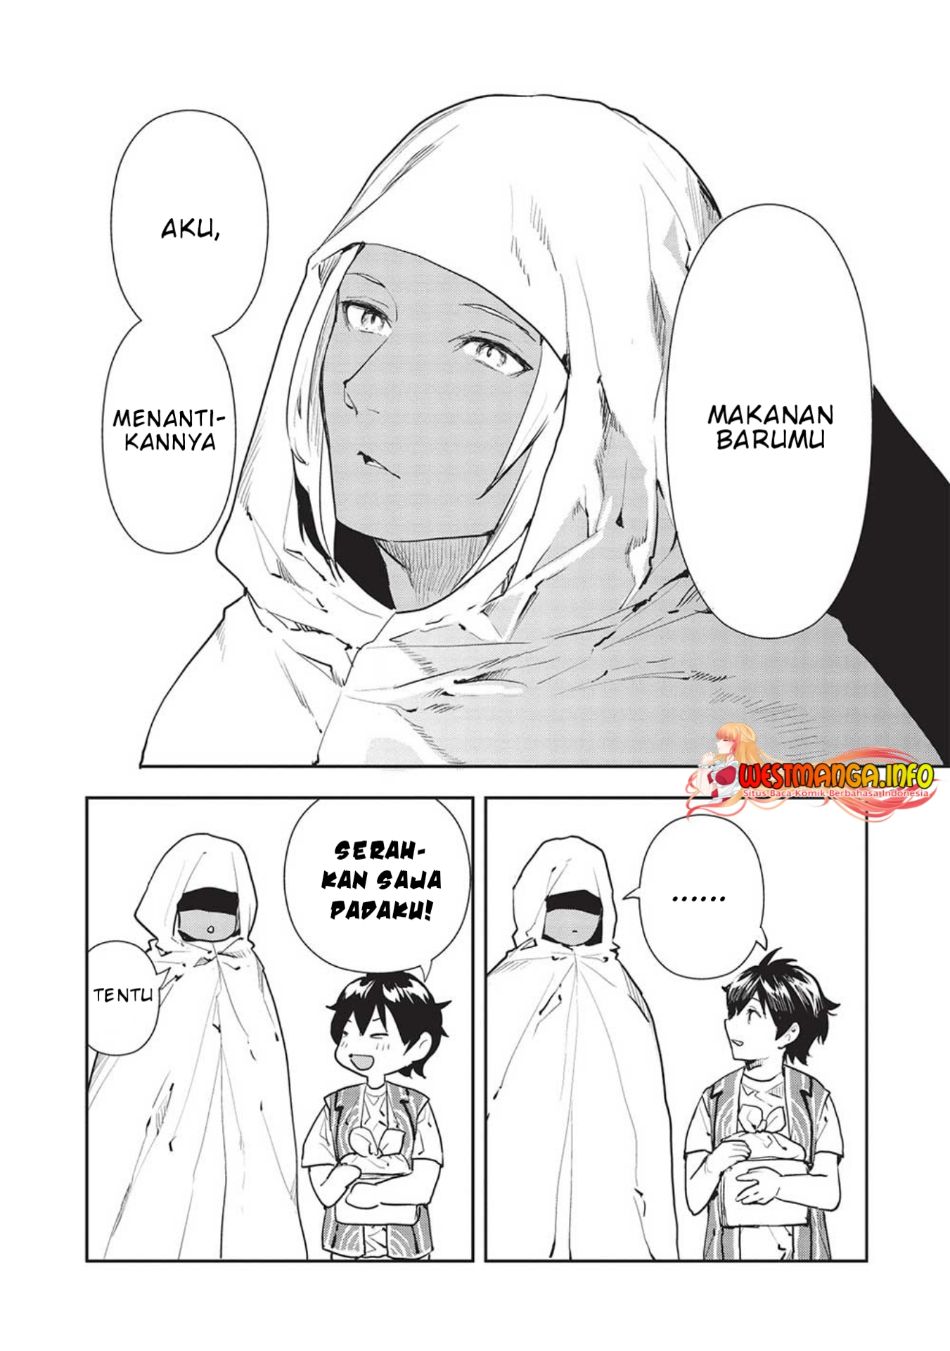 MAKANAN
BARUMU
AKU,
MENANTI-
KANNYA
WESTMANGA.INFO
Situs Baca Komik Berbahasa Indonesia
......
SERAH-
KAN SAJA
PADAKU!
TENTU